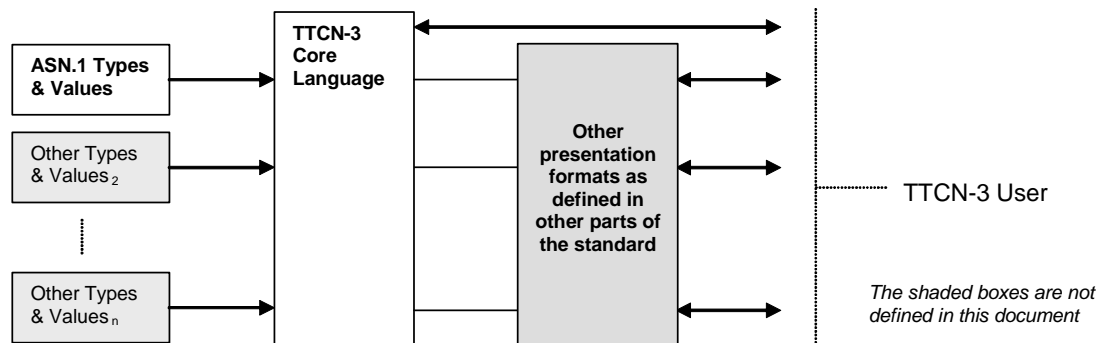 TTCN-3
Core
Language
ASN.1 Types
& Values
Other Types
& Values 2
Other Types
& Values n
Other
presentation
formats as
defined in
other parts of
the standard
TTCN-3 User
The shaded boxes are not
defined in this document